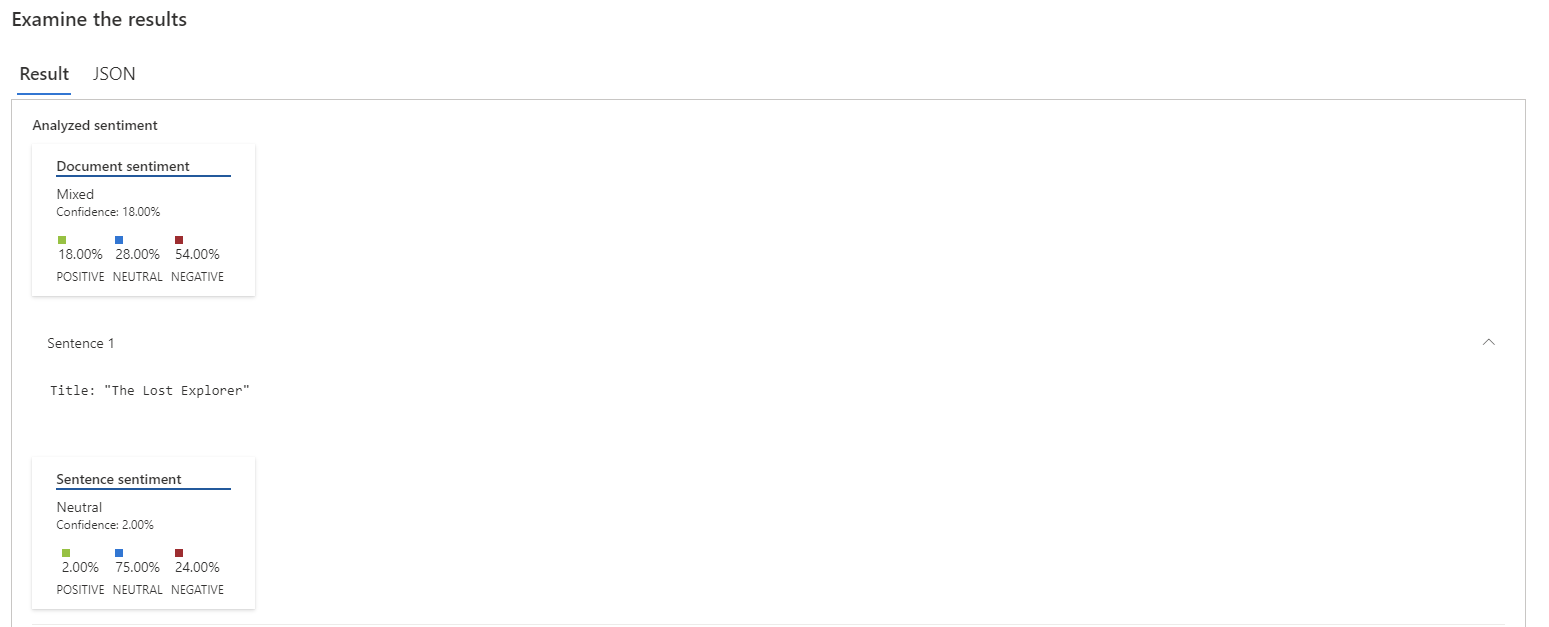 Examine the results
Result JSON
Analyzed sentiment
Document sentiment
Mixed
Confidence: 18.00%
18.00% 28.00% 54.00%
POSITIVE NEUTRAL NEGATIVE
Sentence 1
Title: "The Lost Explorer"
Sentence sentiment
Neutral
Confidence: 2.00%
2.00% 75.00% 24.00%
POSITIVE NEUTRAL NEGATIVE